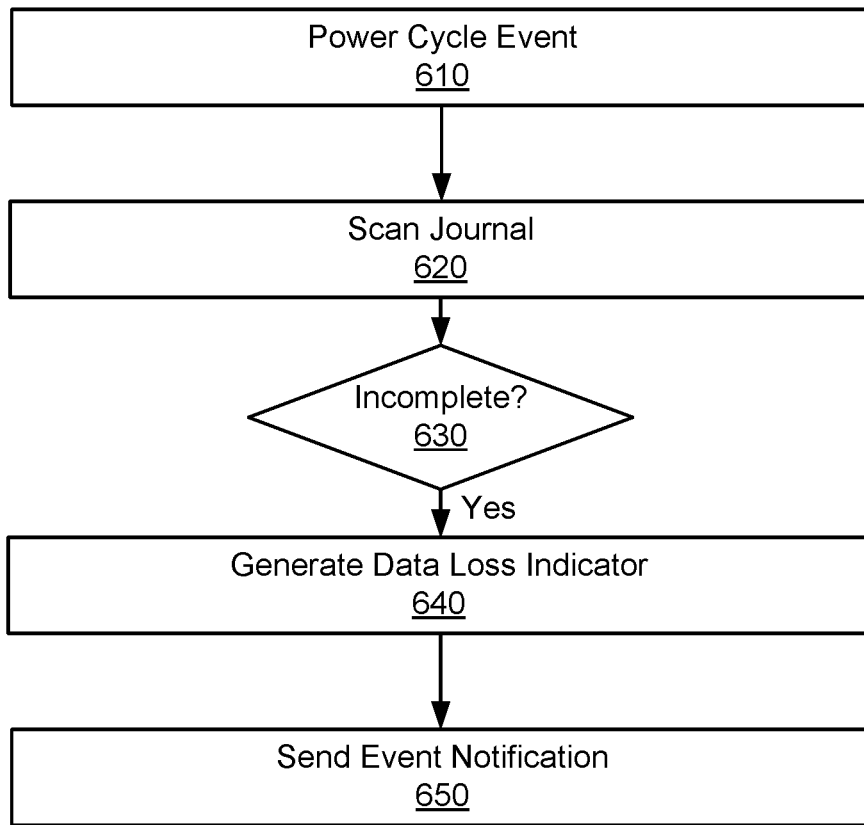 Power Cycle Event
610
Scan Journal
620
Incomplete?
630
Yes
Generate Data Loss Indicator
640
Send Event Notification
650